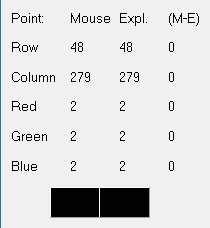 Point: Mouse Expl. (M-E)
Row 48 48 0
Column 279 279 0
Red 2 2 0
Green 2 2 0
Blue 2 2 0